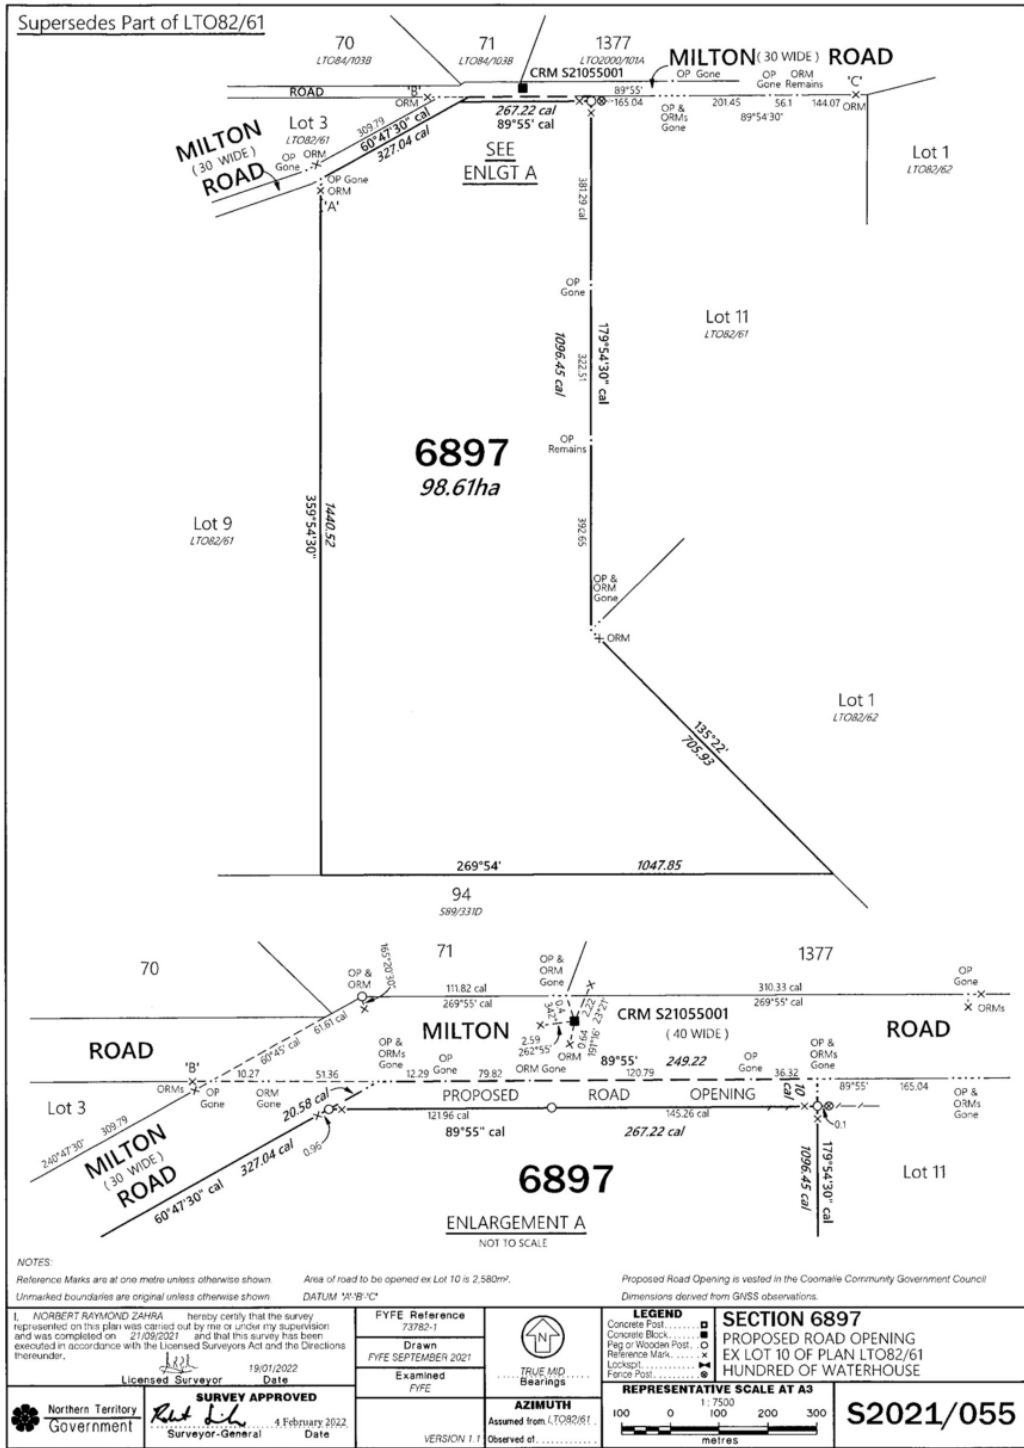 Supersedes Part of LTO82/61
70
LTO84/103B
71
LTO84/103B
1377
LTO2000/101A
MILTON (30 WIDE) ROAD
CRM S21055001
OP Gone
OP Gone
ORM Remains
'C'
ROAD
'B'
ORM
89°55'
165.04
201.45
56.1
144.07
ORM
267.22 cal
89°55' cal
OP & ORMs Gone
89°54'30"
Lot 3
LTO82/61
309.79
60°47'30" cal
327.04 cal
MILTON
(30 WIDE)
ROAD
OP Gone
ORM
SEE
ENLGT A
Lot 1
LTO82/62
OP Gone
ORM
'A'
381.29 cal
OP
Gone
Lot 11
LTO82/61
179°54'30" cal
1096.45 cal
322.51
OP
Remains
6897
98.61ha
359°54'30"
1440.52
Lot 9
LTO82/61
392.65
OP &
ORM
Gone
ORM
Lot 1
LTO82/62
135°22'
705.93
269°54'
1047.85
94
S89/331D
70
71
1377
OP &
ORM
165°20'30"
OP &
ORM
Gone
OP
Gone
111.82 cal
269°55' cal
310.33 cal
269°55' cal
ORMs
61.61 cal
60°45' cal
MILTON
0.4
342°
2.22
23°21'
2.59
262°55'
0.64
191°16'
ORM
CRM S21055001
(40 WIDE)
ROAD
ROAD
'B'
ORMs
OP
Gone
10.27
ORM
Gone
51.36
OP &
ORMs
Gone
12.29
OP
Gone
79.82
ORM Gone
89°55'
249.22
120.79
OP
Gone
36.32
OP &
ORMs
Gone
89°55'
165.04
OP &
ORMs
Gone
Lot 3
20.58 cal
PROPOSED ROAD OPENING
10 cal
121.96 cal
145.26 cal
0.1
89°55" cal
267.22 cal
240°47'30"
309.79
MILTON
(30 WIDE)
ROAD
0.96
327.04 cal
60°47'30" cal
6897
1096.45 cal
179°54'30" cal
Lot 11
ENLARGEMENT A
NOT TO SCALE
NOTES:
Reference Marks are at one metre unless otherwise shown.
Area of road to be opened ex Lot 10 is 2,580m².
Proposed Road Opening is vested in the Coomalie Community Government Council
Unmarked boundaries are original unless otherwise shown.
DATUM 'A'-'B'-'C'
Dimensions derived from GNSS observations.
I, NORBERT RAYMOND ZAHRA hereby certify that the survey
represented on this plan was carried out by me or under my supervision
and was completed on 21/09/2021 and that this survey has been
executed in accordance with the Licensed Surveyors Act and the Directions
thereunder.
19/01/2022
Licensed Surveyor Date
FYFE Reference
73782-1
Drawn
FYFE SEPTEMBER 2021
Examined
FYFE
VERSION 1.1
N
TRUE MID
Bearings
AZIMUTH
Assumed from LTO82/61
Observed at
LEGEND
Concrete Post
Concrete Block
Peg or Wooden Post
Reference Mark
Lockspit
Fence Post
SECTION 6897
PROPOSED ROAD OPENING
EX LOT 10 OF PLAN LTO82/61
HUNDRED OF WATERHOUSE
Northern Territory
Government
SURVEY APPROVED
4 February 2022
Surveyor-General Date
REPRESENTATIVE SCALE AT A3
1:7500
100 0 100 200 300
metres
S2021/055